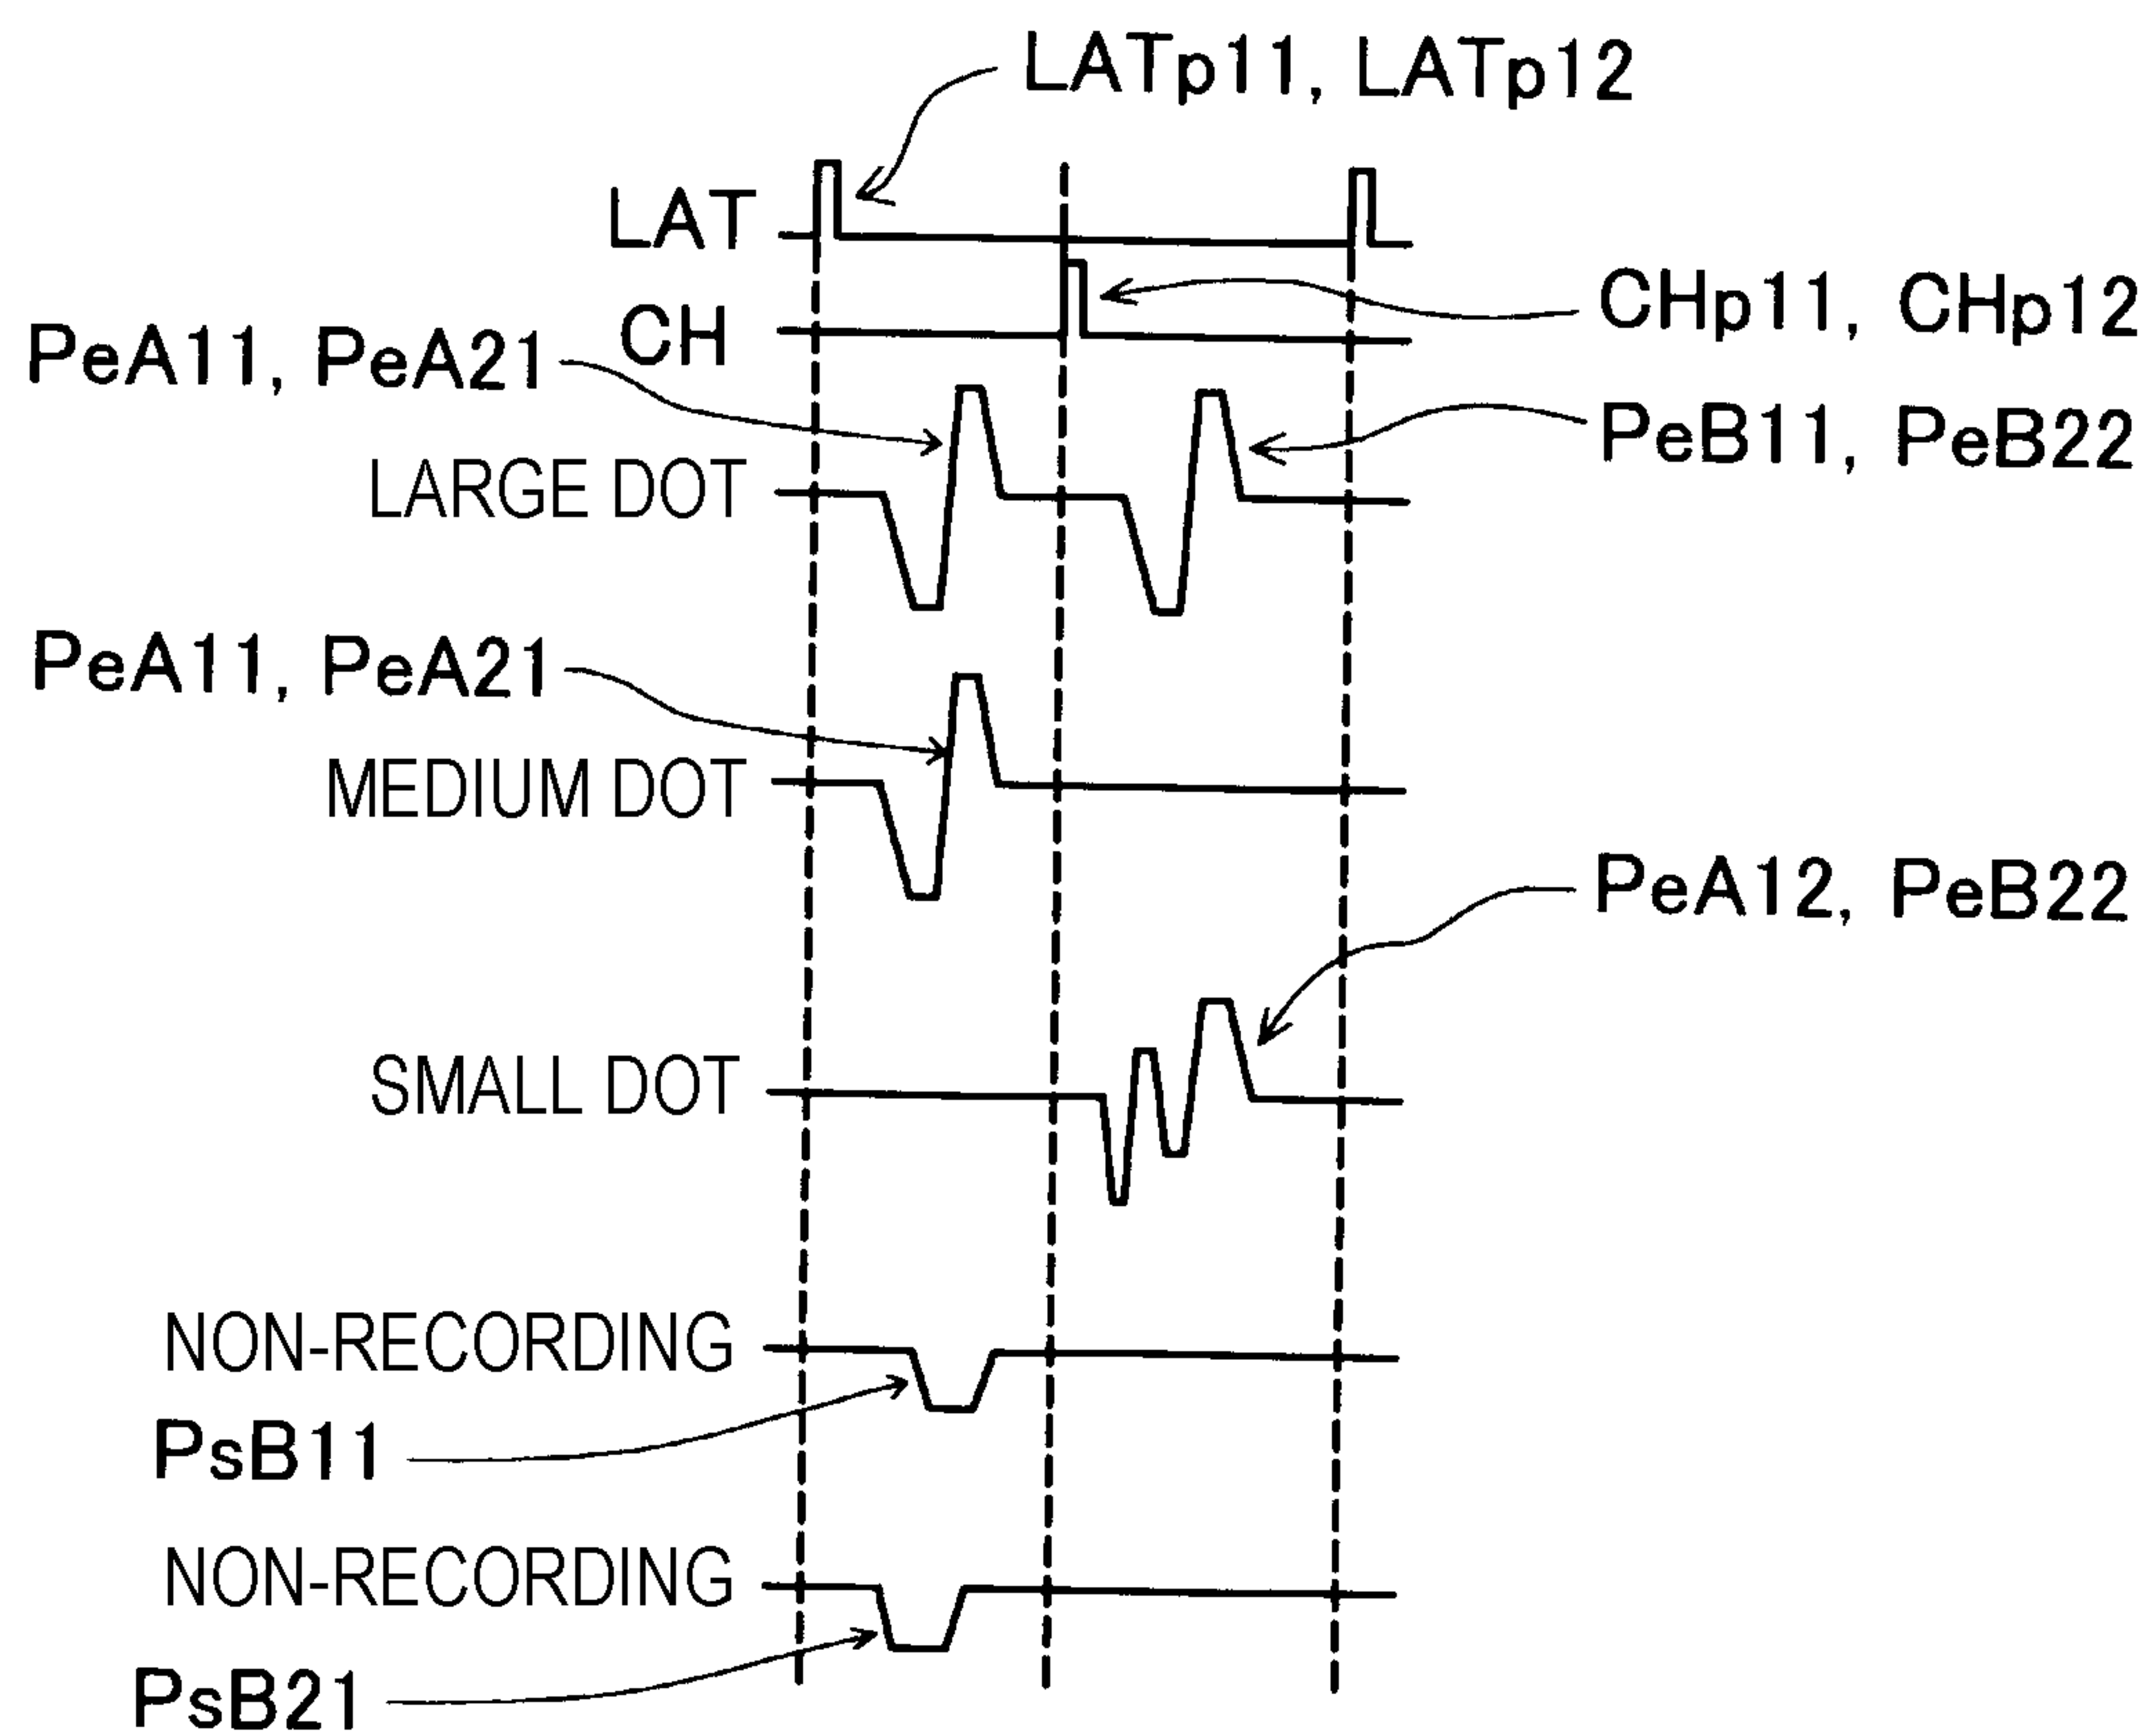 LATp11, LATp12
LAT
CH
CHp11, CHp12
PeA11, PeA21
PeB11, PeB22
LARGE DOT
PeA11, PeA21
MEDIUM DOT
PeA12, PeB22
SMALL DOT
NON-RECORDING
PsB11
NON-RECORDING
PsB21